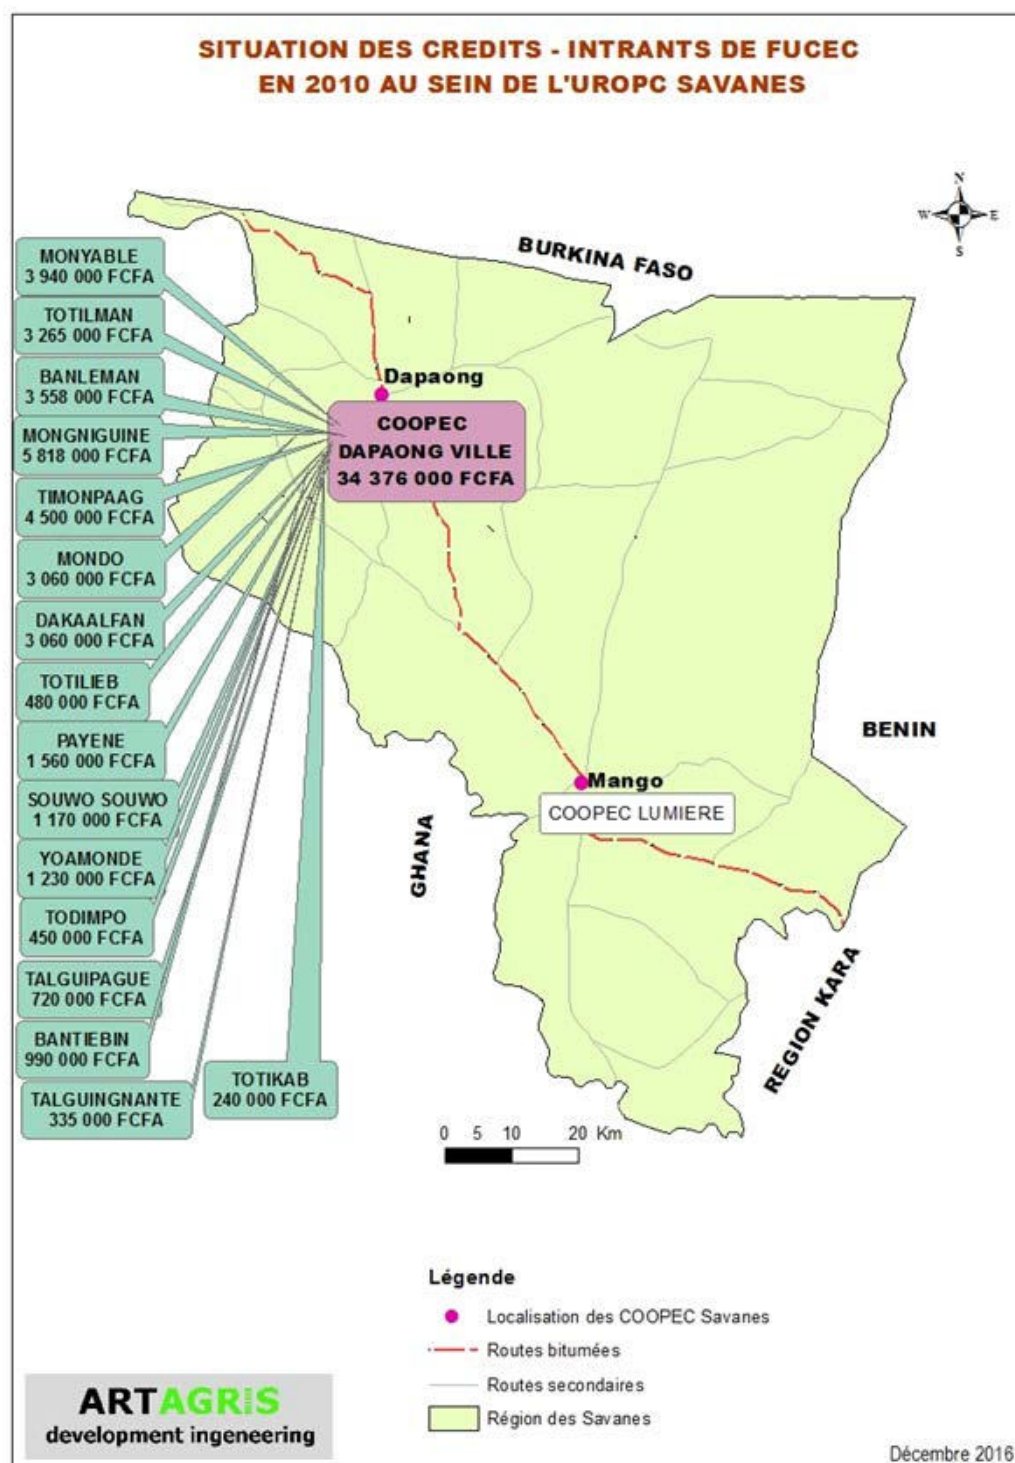 SITUATION DES CREDITS - INTRANTS DE FUCEC
EN 2010 AU SEIN DE L'UROPC SAVANES
N
W
E
S
BURKINA FASO
MONYABLE
3 940 000 FCFA
TOTILMAN
3 265 000 FCFA
BANLEMAN
3 558 000 FCFA
MONGNIGUINE
5 818 000 FCFA
TIMONPAAG
4 500 000 FCFA
MONDO
3 060 000 FCFA
DAKAALFAN
3 060 000 FCFA
TOTILIEB
480 000 FCFA
PAYENE
1 560 000 FCFA
SOUWO SOUWO
1 170 000 FCFA
YOAMONDE
1 230 000 FCFA
TODIMPO
450 000 FCFA
TALGUIPAGUE
720 000 FCFA
BANTIEBIN
990 000 FCFA
TALGUINGNANTE
335 000 FCFA
TOTIKAB
240 000 FCFA
Dapaong
COOPEC
DAPAONG VILLE
34 376 000 FCFA
BENIN
Mango
COOPEC LUMIERE
GHANA
REGION KARA
0 5 10 20 Km
Légende
Localisation des COOPEC Savanes
Routes bitumées
Routes secondaires
Région des Savanes
ARTAGRIS
development ingeneering
Décembre 2016